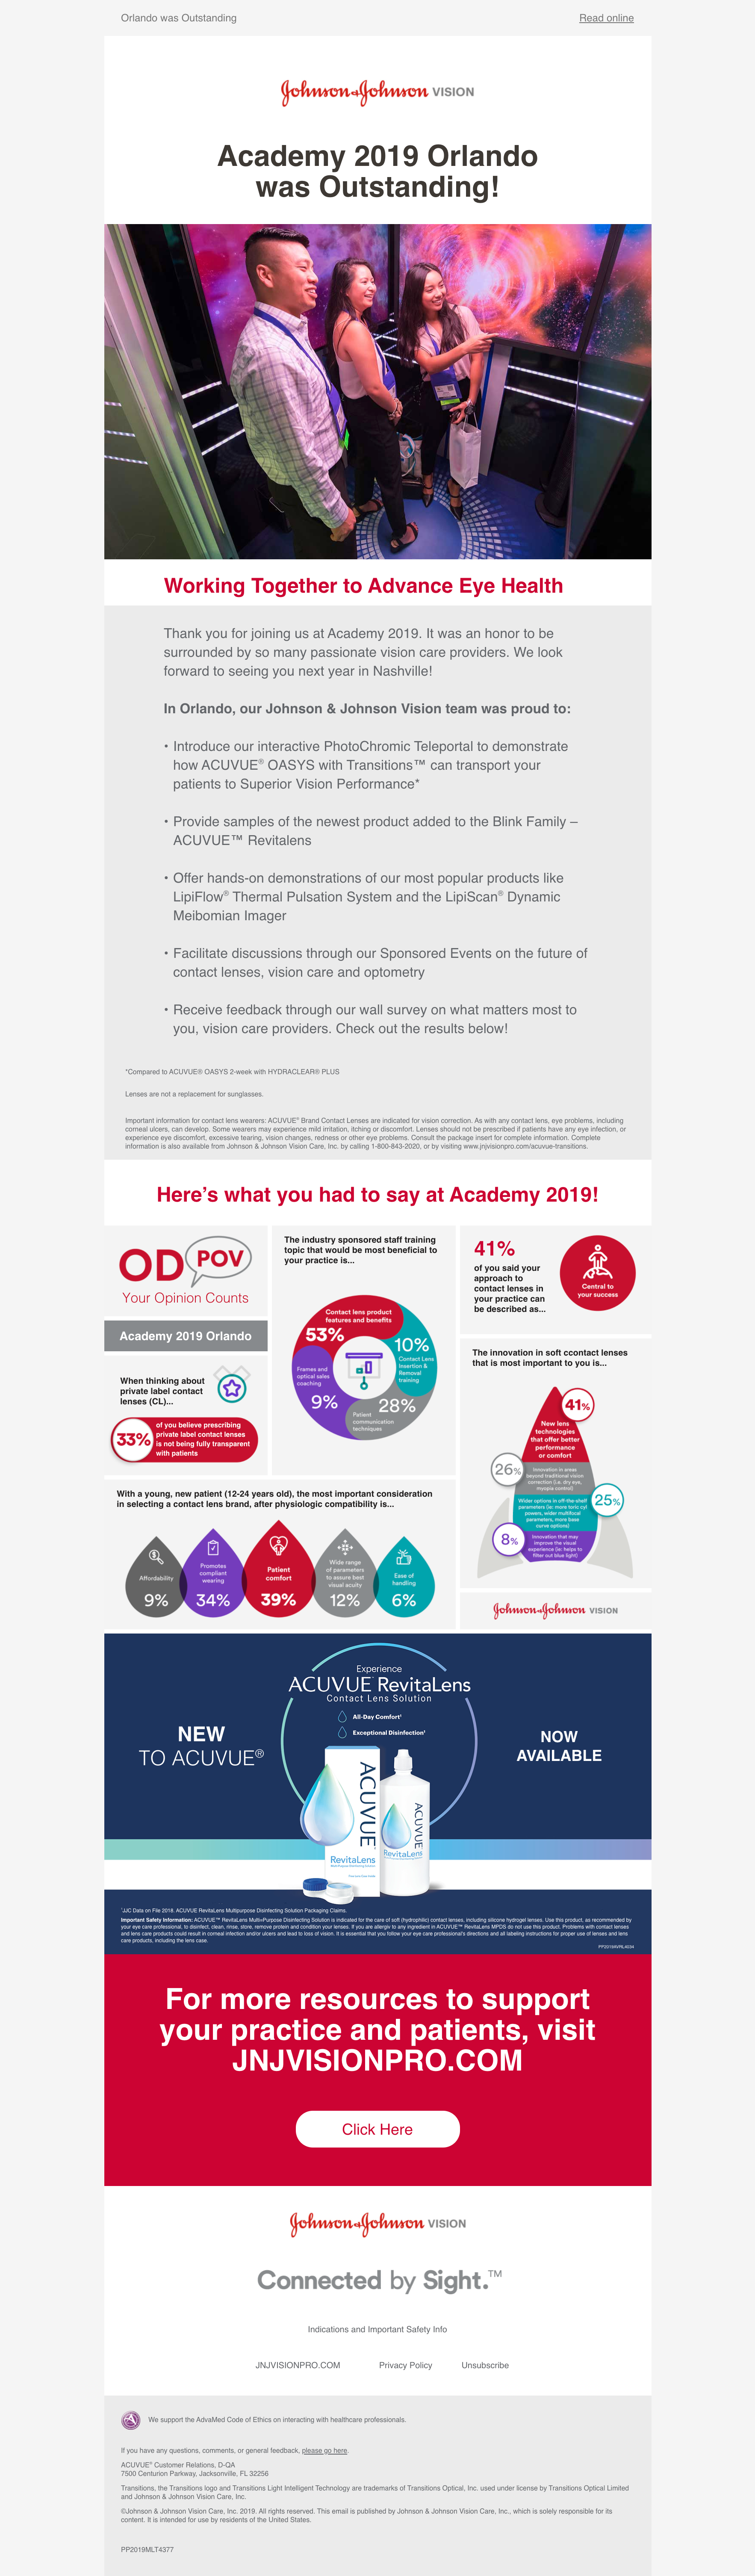 Orlando was Outstanding
Read online
Johnson & Johnson VISION
Academy 2019 Orlando
was Outstanding!
Working Together to Advance Eye Health
Thank you for joining us at Academy 2019. It was an honor to be
surrounded by so many passionate vision care providers. We look
forward to seeing you next year in Nashville!
In Orlando, our Johnson & Johnson Vision team was proud to:
• Introduce our interactive PhotoChromic Teleportal to demonstrate
how ACUVUE® OASYS with Transitions™ can transport your
patients to Superior Vision Performance*
• Provide samples of the newest product added to the Blink Family –
ACUVUE™ Revitalens
• Offer hands-on demonstrations of our most popular products like
LipiFlow® Thermal Pulsation System and the LipiScan® Dynamic
Meibomian Imager
• Facilitate discussions through our Sponsored Events on the future of
contact lenses, vision care and optometry
• Receive feedback through our wall survey on what matters most to
you, vision care providers. Check out the results below!
*Compared to ACUVUE® OASYS 2-week with HYDRACLEAR® PLUS
Lenses are not a replacement for sunglasses.
Important information for contact lens wearers: ACUVUE® Brand Contact Lenses are indicated for vision correction. As with any contact lens, eye problems, including
corneal ulcers, can develop. Some wearers may experience mild irritation, itching or discomfort. Lenses should not be prescribed if patients have any eye infection, or
experience eye discomfort, excessive tearing, vision changes, redness or other eye problems. Consult the package insert for complete information. Complete
information is also available from Johnson & Johnson Vision Care, Inc. by calling 1-800-843-2020, or by visiting www.jnjvisionpro.com/acuvue-transitions.
Here's what you had to say at Academy 2019!
OD POV
Your Opinion Counts
Academy 2019 Orlando
When thinking about
private label contact
lenses (CL)...
33%
of you believe prescribing
private label contact lenses
is not being fully transparent
with patients
The industry sponsored staff training
topic that would be most beneficial to
your practice is...
Contact lens product
features and benefits
53%
10%
Contact Lens
Insertion &
Removal
training
Frames and
optical sales
coaching
9%
28%
Patient
communication
techniques
41%
of you said your
approach to
contact lenses in
your practice can
be described as...
Central to
your success
The innovation in soft ccontact lenses
that is most important to you is...
41%
New lens
technologies
that offer better
performance
or comfort
26%
Innovation in areas
beyond traditional vision
correction (i.e. dry eye,
myopia control)
25%
Wider options in off-the-shelf
parameters (ie: more toric cyl
powers, wider multifocal
parameters, more base
curve options)
8%
Innovation that may
improve the visual
experience (ie: helps to
filter out blue light)
With a young, new patient (12-24 years old), the most important consideration
in selecting a contact lens brand, after physiologic compatibility is...
Affordability
9%
Promotes
compliant
wearing
34%
Patient
comfort
39%
Wide range
of parameters
to assure best
visual acuity
12%
Ease of
handling
6%
Johnson & Johnson VISION
Experience
ACUVUE™ RevitaLens
Contact Lens Solution
All-Day Comfort¹
Exceptional Disinfection¹
NEW
TO ACUVUE®
NOW
AVAILABLE
ACUVUE
RevitaLens
ACUVUE
RevitaLens
¹JJC Data on File 2018. ACUVUE RevitaLens Multipurpose Disinfecting Solution Packaging Claims.
Important Safety Information: ACUVUE™ RevitaLens Multi-Purpose Disinfecting Solution is indicated for the care of soft (hydrophilic) contact lenses, including silicone hydrogel lenses. Use this product, as recommended by
your eye care professional, to disinfect, clean, rinse, store, remove protein and condition your lenses. If you are allergic to any ingredient in ACUVUE™ RevitaLens MPDS do not use this product. Problems with contact lenses
and lens care products could result in corneal infection and/or ulcers and lead to loss of vision. It is essential that you follow your eye care professional's directions and all labeling instructions for proper use of lenses and lens
care products, including the lens case.
For more resources to support
your practice and patients, visit
JNJVISIONPRO.COM
Click Here
Johnson & Johnson VISION
Connected by Sight.™
Indications and Important Safety Info
JNJVISIONPRO.COM
Privacy Policy
Unsubscribe
We support the AdvaMed Code of Ethics on interacting with healthcare professionals.
If you have any questions, comments, or general feedback, please go here.
ACUVUE® Customer Relations, D-QA
7500 Centurion Parkway, Jacksonville, FL 32256
Transitions, the Transitions logo and Transitions Light Intelligent Technology are trademarks of Transitions Optical, Inc. used under license by Transitions Optical Limited
and Johnson & Johnson Vision Care, Inc.
©Johnson & Johnson Vision Care, Inc. 2019. All rights reserved. This email is published by Johnson & Johnson Vision Care, Inc., which is solely responsible for its
content. It is intended for use by residents of the United States.
PP2019MLT4377